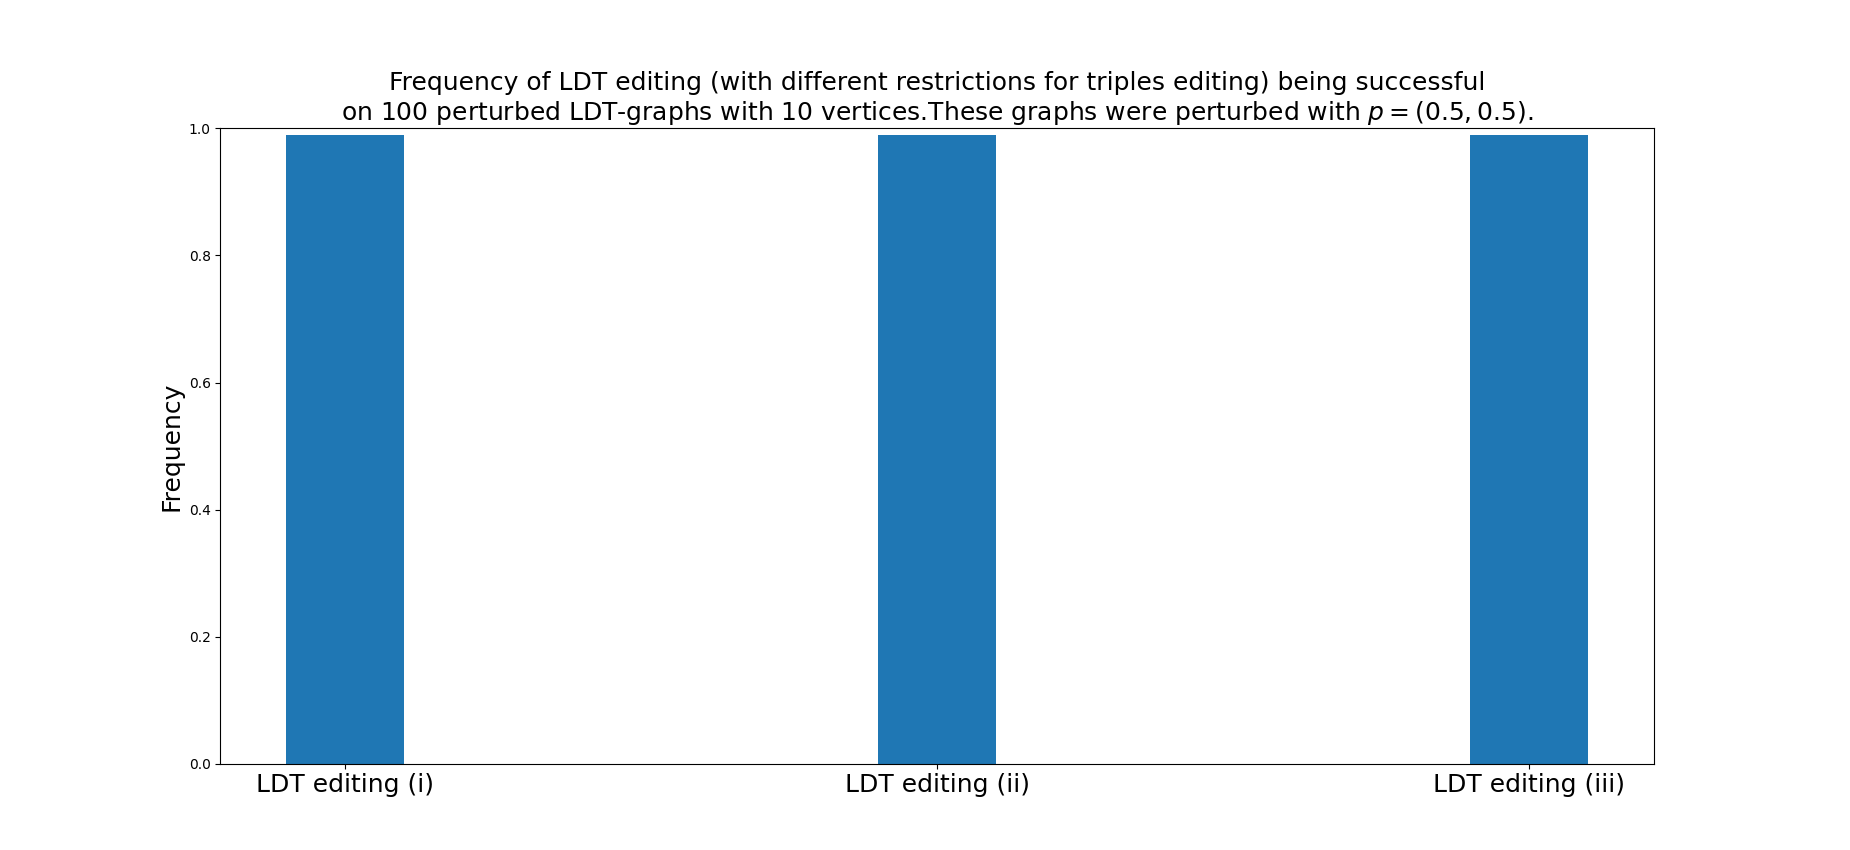 Frequency of LDT editing (with different restrictions for triples editing) being successful
on 100 perturbed LDT-graphs with 10 vertices.These graphs were perturbed with p = (0.5, 0.5).
1.0
0.8
0.6
0.4
0.2
0.0
Frequency
LDT editing (i)
LDT editing (ii)
LDT editing (iii)